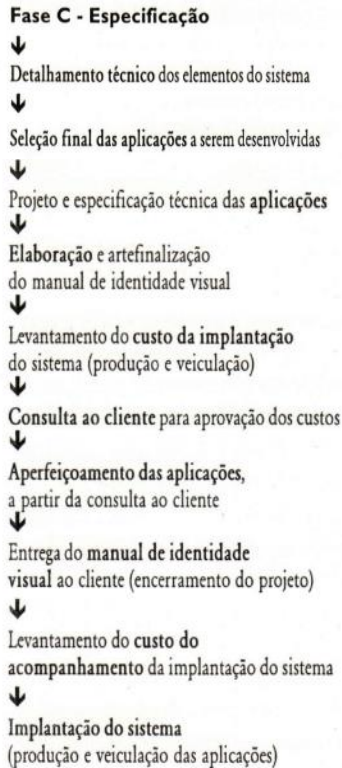 Fase C - Especificação
Detalhamento técnico dos elementos do sistema
Seleção final das aplicações a serem desenvolvidas
Projeto e especificação técnica das aplicações
Elaboração e artefinalização
do manual de identidade visual
Levantamento do custo da implantação
do sistema (produção e veiculação)
Consulta ao cliente para aprovação dos custos
Aperfeiçoamento das aplicações,
a partir da consulta ao cliente
Entrega do manual de identidade
visual ao cliente (encerramento do projeto)
Levantamento do custo do
acompanhamento da implantação do sistema
Implantação do sistema
(produção e veiculação das aplicações)